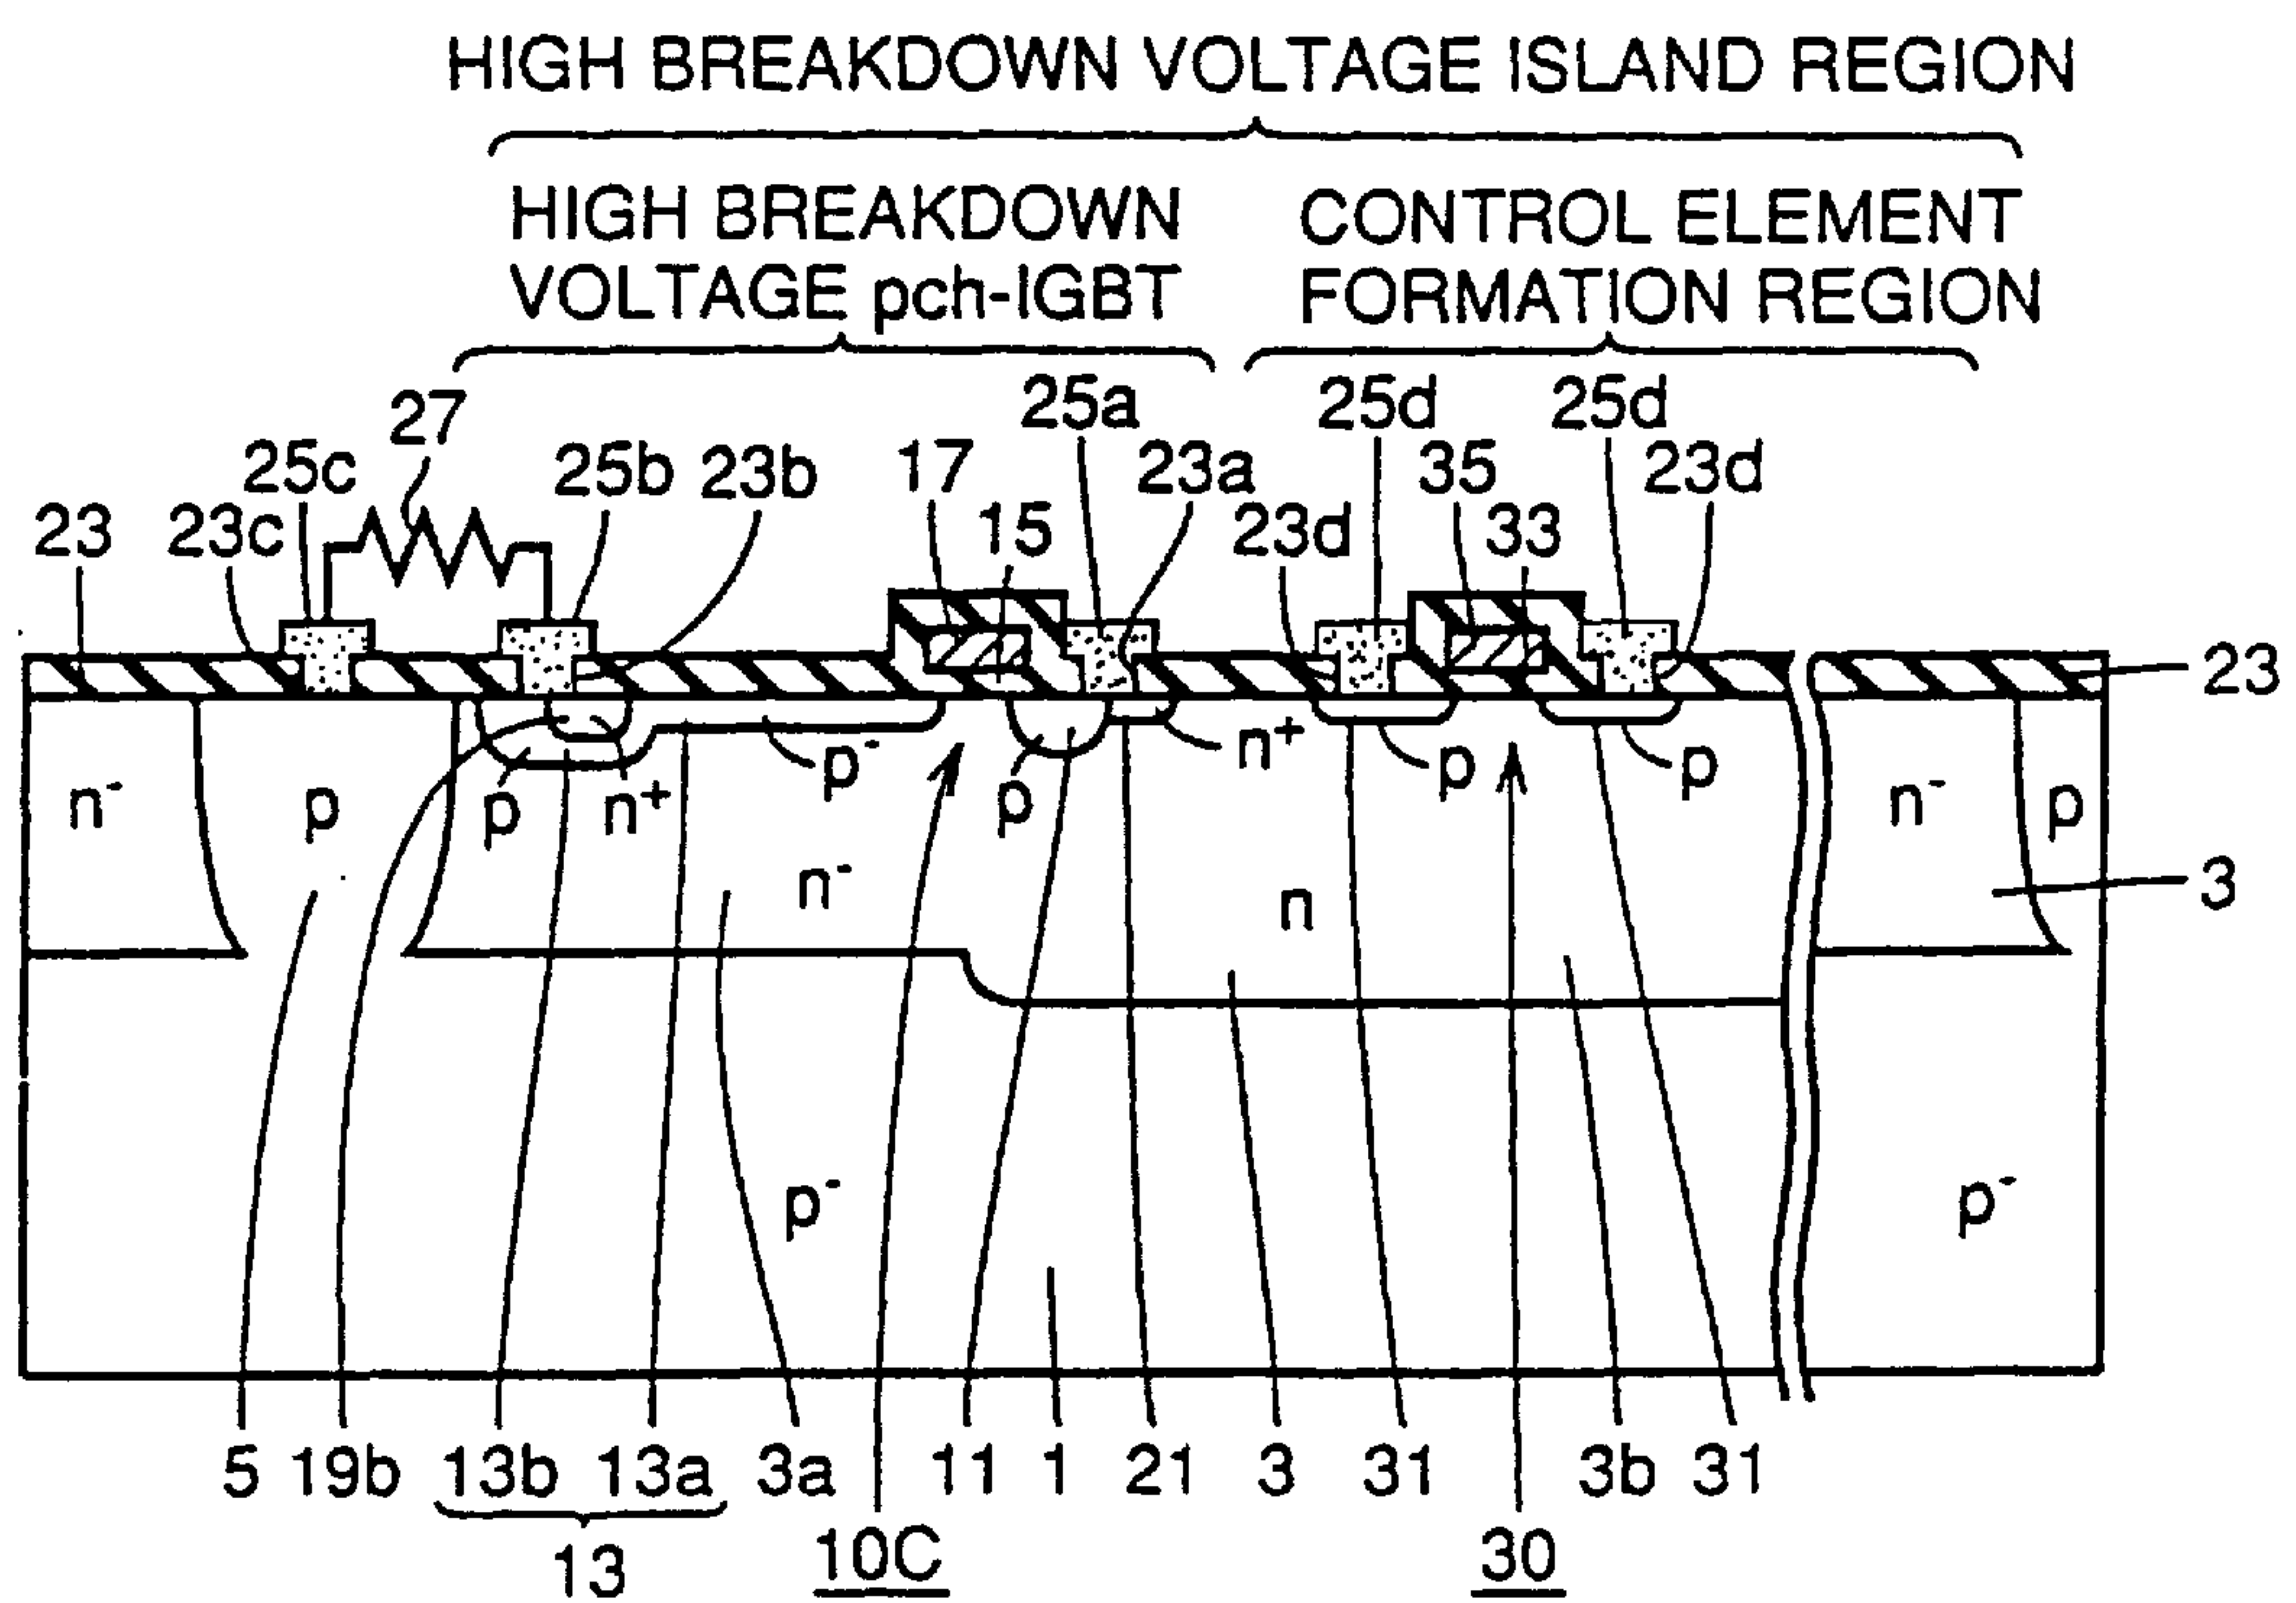 HIGH BREAKDOWN VOLTAGE ISLAND REGION
HIGH BREAKDOWN CONTROL ELEMENT
VOLTAGE pch-IGBT FORMATION REGION
27 25a 25d 25d
25c 25b 23b 17 23a 35 23d
23 23c 15 23d 33
23
n⁻ p p n⁺ p⁻ p n⁺ p p n⁻ p
n⁻ n 3
p⁻ p⁻
5 19b 13b 13a 3a 11 1 21 3 31 3b 31
13 10C 30